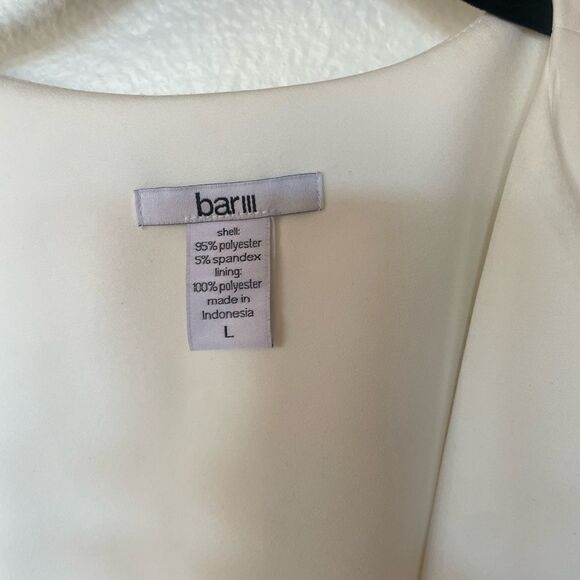 bar III
shell:
95% polyester
5% spandex
lining:
100% polyester
made in
Indonesia
L